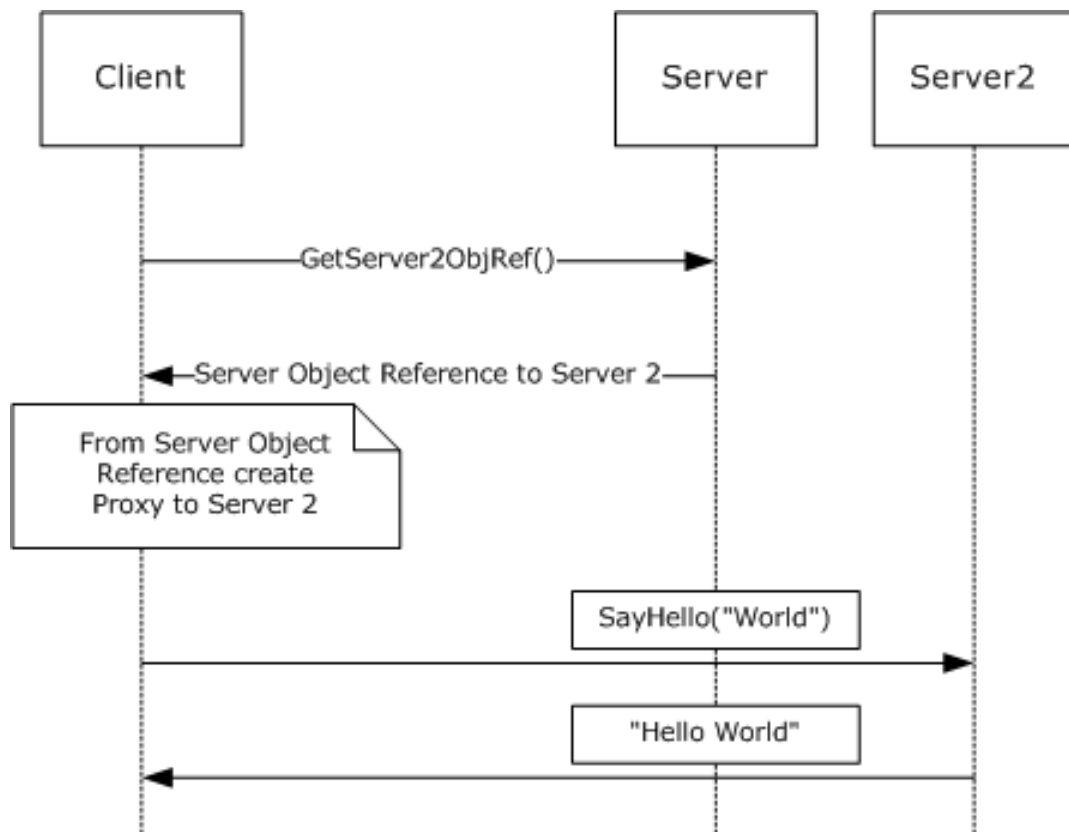 Client
Server
Server2
GetServer2ObjRef()
Server Object Reference to Server 2
From Server Object
Reference create
Proxy to Server 2
SayHello("World")
"Hello World"